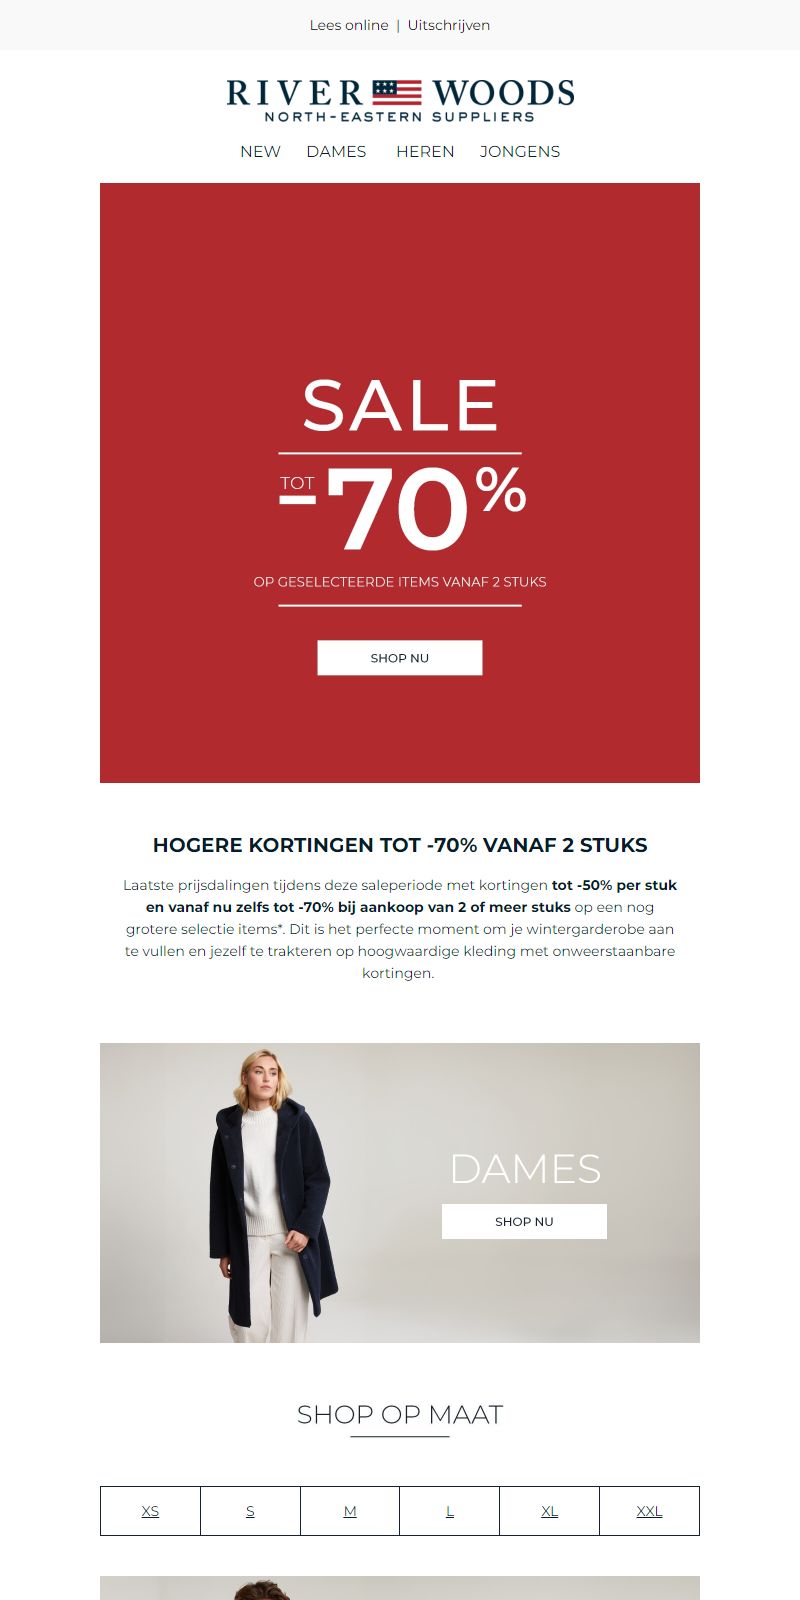 Lees online | Uitschrijven
RIVER WOODS
NORTH-EASTERN SUPPLIERS
NEW DAMES HEREN JONGENS
SALE
TOT
-70%
OP GESELECTEERDE ITEMS VANAF 2 STUKS
SHOP NU
HOGERE KORTINGEN TOT -70% VANAF 2 STUKS
Laatste prijsdalingen tijdens deze saleperiode met kortingen tot -50% per stuk
en vanaf nu zelfs tot -70% bij aankoop van 2 of meer stuks op een nog
grotere selectie items*. Dit is het perfecte moment om je wintergarderobe aan
te vullen en jezelf te trakteren op hoogwaardige kleding met onweerstaanbare
kortingen.
DAMES
SHOP NU
SHOP OP MAAT
XS S M L XL XXL